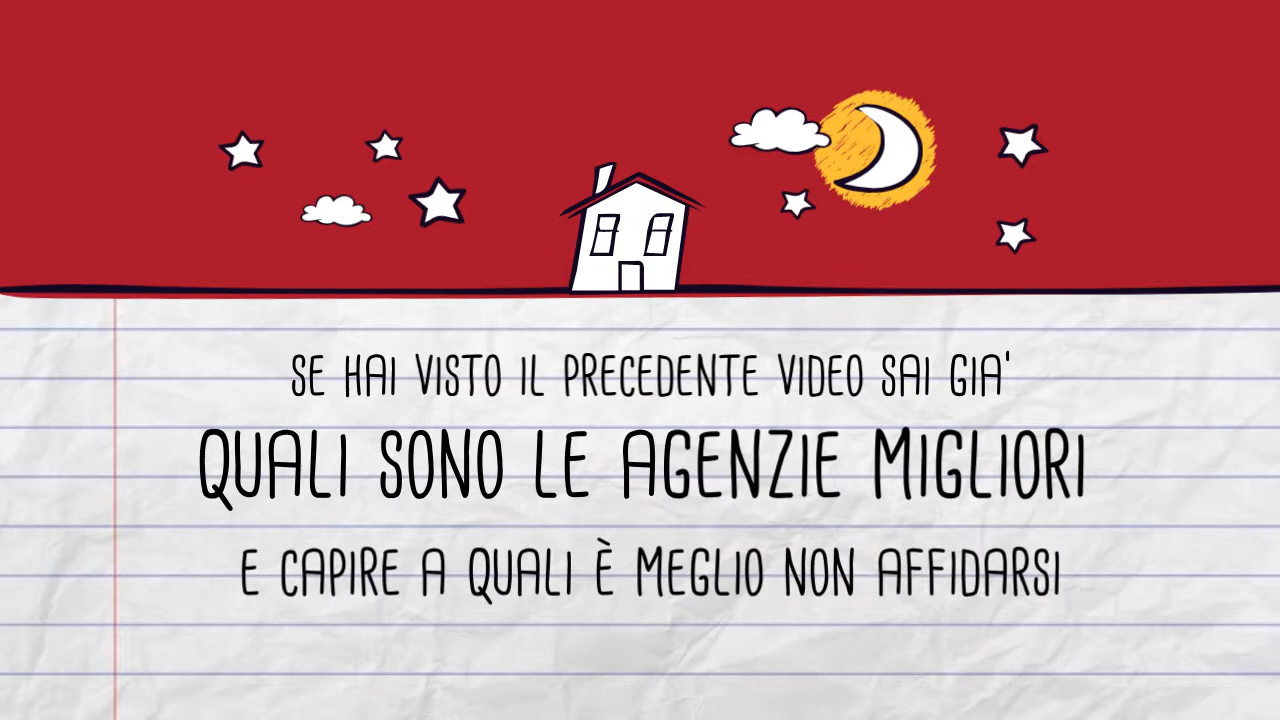 SE HAI VISTO IL PRECEDENTE VIDEO SAI GIA'
QUALI SONO LE AGENZIE MIGLIORI
E CAPIRE A QUALI È MEGLIO NON AFFIDARSI